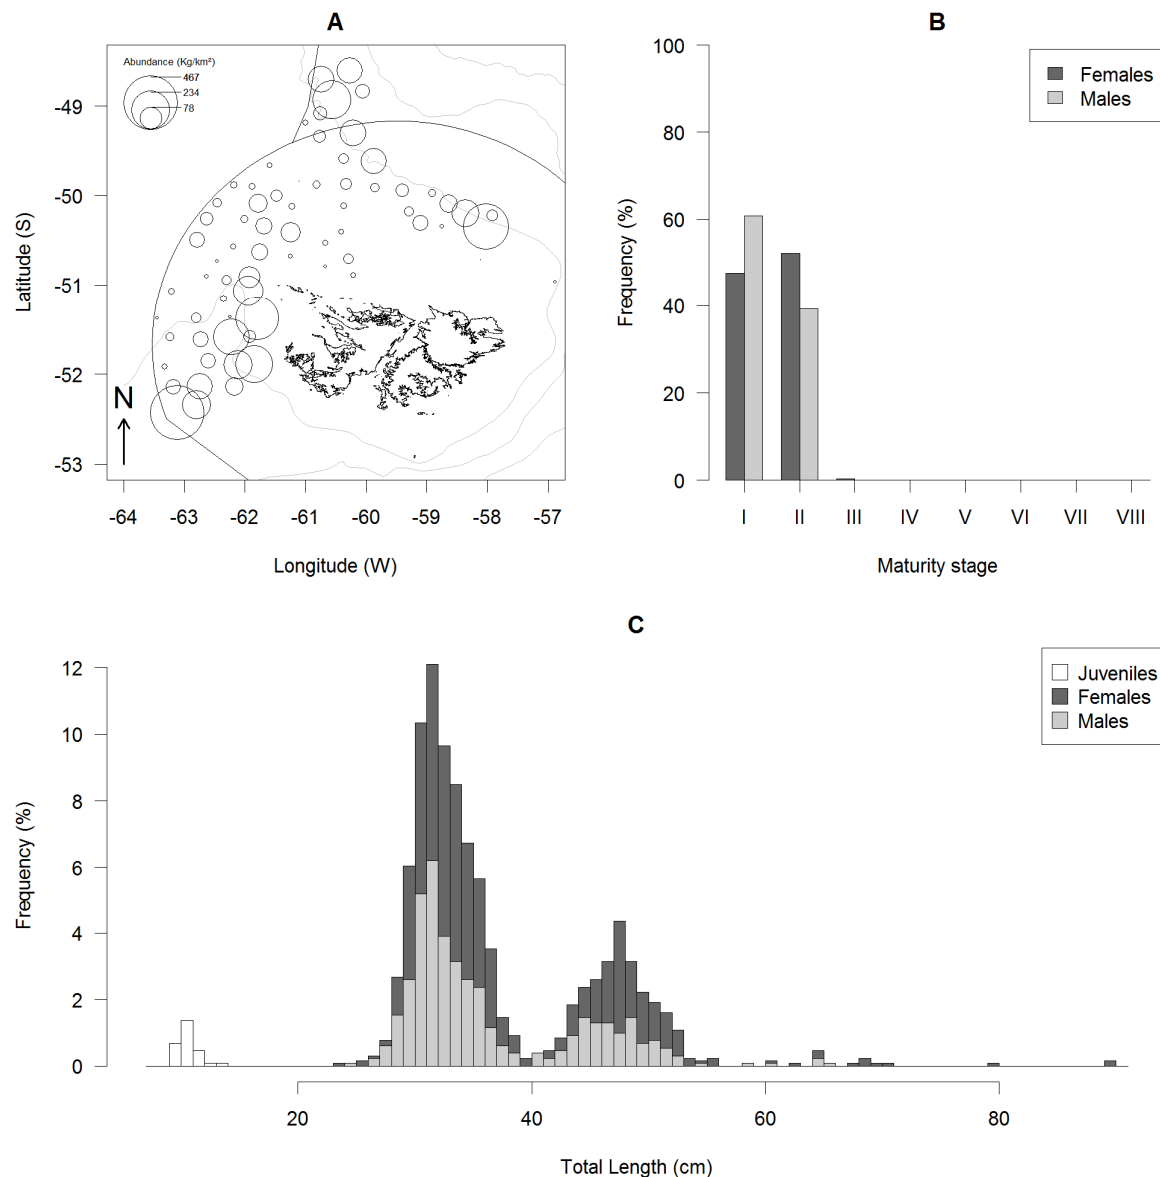 A
Abundance (Kg/km²)
467
234
78
-49
-50
-51
-52
-53
Latitude (S)
N
-64 -63 -62 -61 -60 -59 -58 -57
Longitude (W)
B
Females
Males
100
80
60
40
20
0
Frequency (%)
I II III IV V VI VII VIII
Maturity stage
C
Juveniles
Females
Males
12
10
8
6
4
2
0
Frequency (%)
20 40 60 80
Total Length (cm)